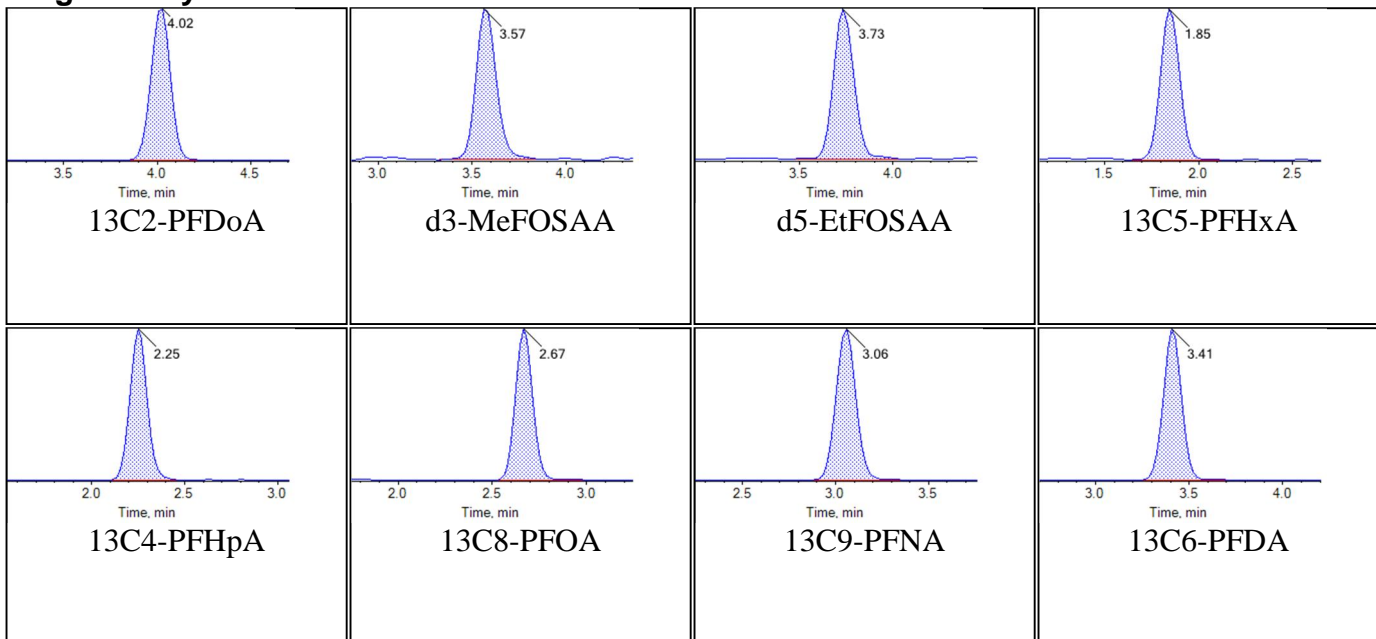 4.02
3.5 4.0 4.5
Time, min
13C2-PFDoA
3.57
3.0 3.5 4.0
Time, min
d3-MeFOSAA
3.73
3.5 4.0
Time, min
d5-EtFOSAA
1.85
1.5 2.0 2.5
Time, min
13C5-PFHxA
2.25
2.0 2.5 3.0
Time, min
13C4-PFHpA
2.67
2.0 2.5 3.0
Time, min
13C8-PFOA
3.06
2.5 3.0 3.5
Time, min
13C9-PFNA
3.41
3.0 3.5 4.0
Time, min
13C6-PFDA